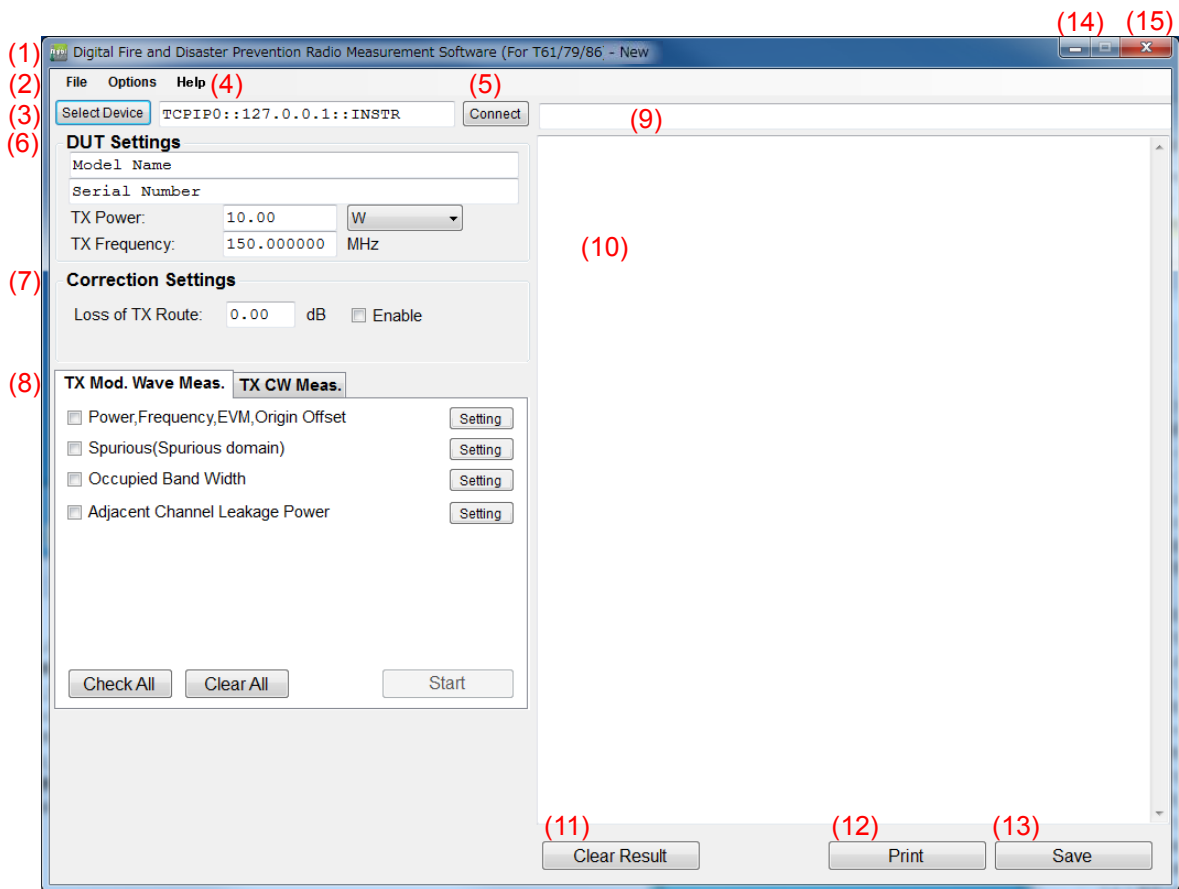 (14) (15)
(1) Digital Fire and Disaster Prevention Radio Measurement Software (For T61/79/86) - New
(2) File Options Help (4) (5)
(3) Select Device TCPIP0::127.0.0.1::INSTR Connect (9)
(6) DUT Settings
Model Name
Serial Number
TX Power: 10.00 W
TX Frequency: 150.000000 MHz
(10)
(7) Correction Settings
Loss of TX Route: 0.00 dB Enable
(8) TX Mod. Wave Meas. TX CW Meas.
Power,Frequency,EVM,Origin Offset Setting
Spurious(Spurious domain) Setting
Occupied Band Width Setting
Adjacent Channel Leakage Power Setting
Check All Clear All Start
(11) (12) (13)
Clear Result Print Save